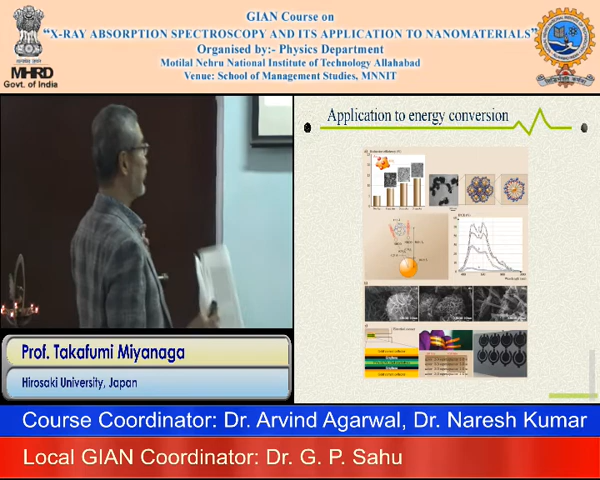 GIAN Course on
“X-RAY ABSORPTION SPECTROSCOPY AND ITS APPLICATION TO NANOMATERIALS”
Organised by:- Physics Department
Motilal Nehru National Institute of Technology Allahabad
Venue: School of Management Studies, MNNIT
MHRD
Govt. of India
Application to energy conversion
Prof. Takafumi Miyanaga
Hirosaki University, Japan
Course Coordinator: Dr. Arvind Agarwal, Dr. Naresh Kumar
Local GIAN Coordinator: Dr. G. P. Sahu